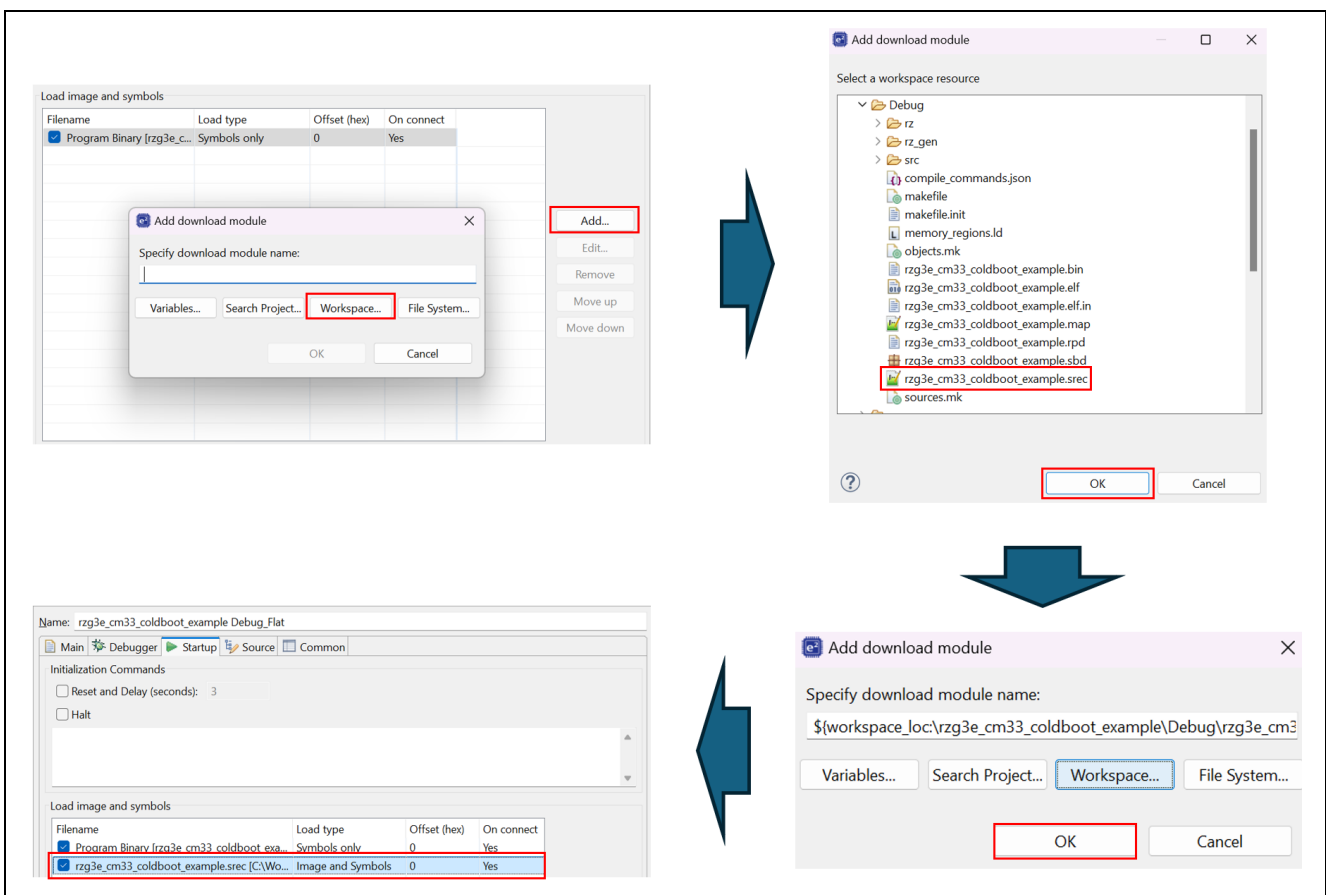 Load image and symbols
Filename Load type Offset (hex) On connect
Program Binary [rzg3e_c... Symbols only 0 Yes
Add...
Edit...
Remove
Move up
Move down
Add download module
Specify download module name:
Variables... Search Project... Workspace... File System...
OK Cancel
Add download module
Select a workspace resource
Debug
rz
rz_gen
src
compile_commands.json
makefile
makefile.init
memory_regions.ld
objects.mk
rzg3e_cm33_coldboot_example.bin
rzg3e_cm33_coldboot_example.elf
rzg3e_cm33_coldboot_example.elf.in
rzg3e_cm33_coldboot_example.map
rzg3e_cm33_coldboot_example.rpd
rzg3e_cm33_coldboot_example.sbd
rzg3e_cm33_coldboot_example.srec
sources.mk
OK Cancel
Add download module
Specify download module name:
${workspace_loc:\rzg3e_cm33_coldboot_example\Debug\rzg3e_cm3
Variables... Search Project... Workspace... File System...
OK Cancel
Name: rzg3e_cm33_coldboot_example Debug_Flat
Main Debugger Startup Source Common
Initialization Commands
Reset and Delay (seconds): 3
Halt
Load image and symbols
Filename Load type Offset (hex) On connect
Program Binary [rzg3e_cm33_coldboot_exa... Symbols only 0 Yes
rzg3e_cm33_coldboot_example.srec [C:\Wo... Image and Symbols 0 Yes